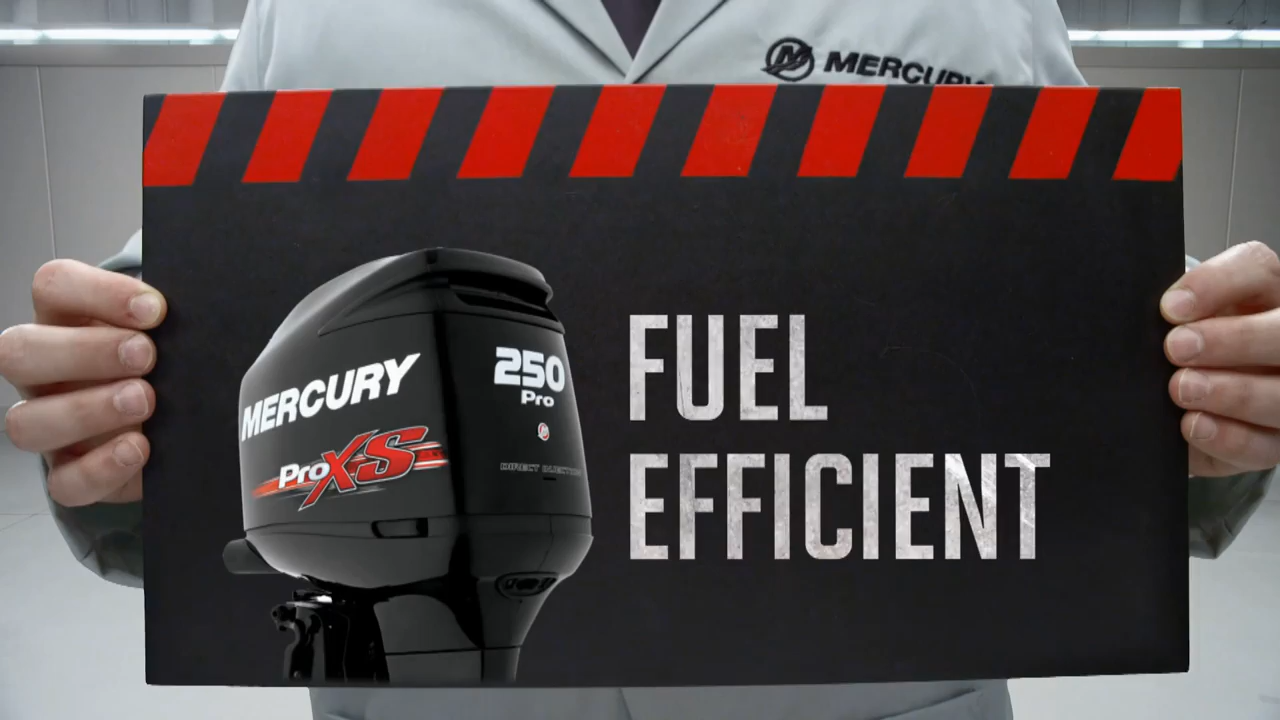 MERCURY
FUEL
EFFICIENT
MERCURY
ProXS
250
Pro
DIRECT INJECTION